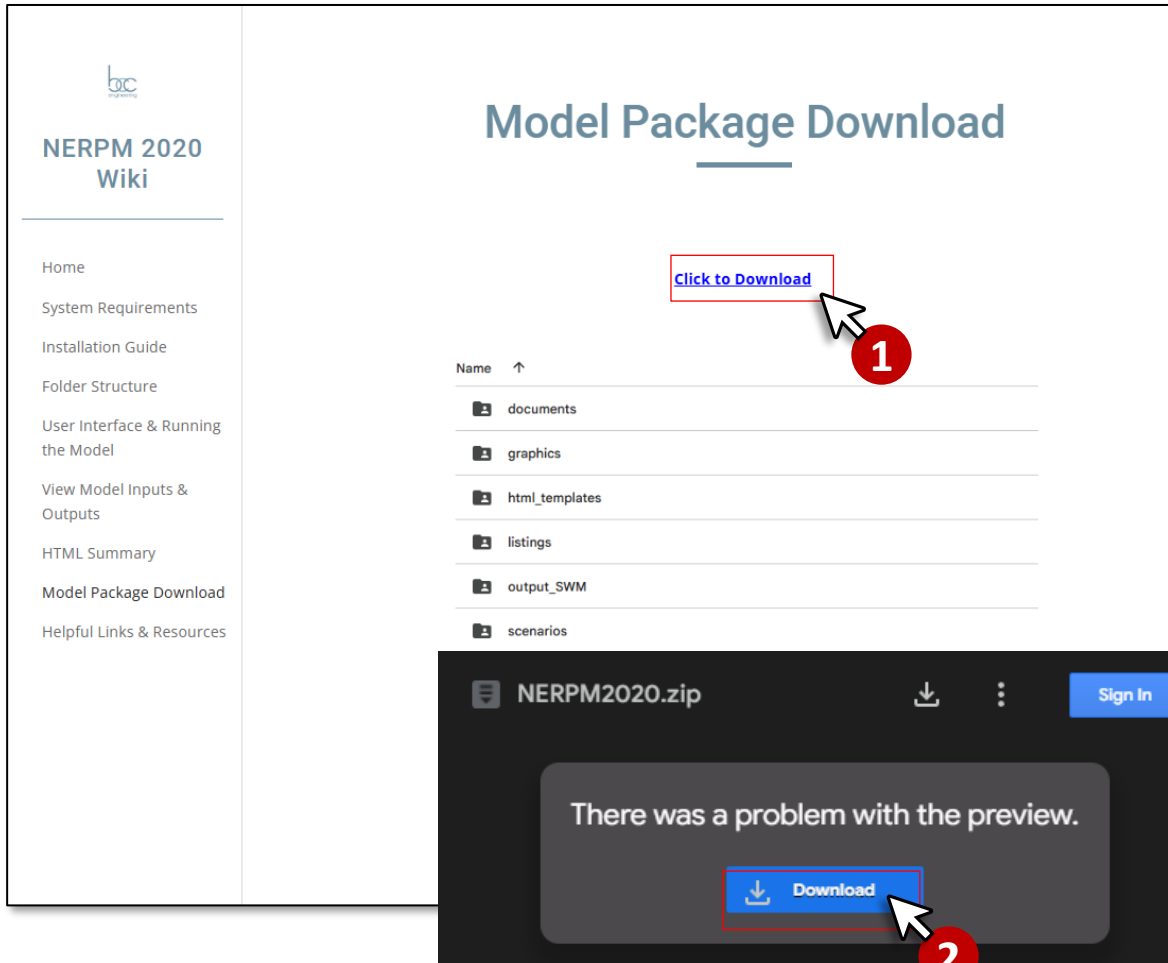 bcc
engineering
NERPM 2020
Wiki
Home
System Requirements
Installation Guide
Folder Structure
User Interface & Running
the Model
View Model Inputs &
Outputs
HTML Summary
Model Package Download
Helpful Links & Resources
Model Package Download
Click to Download
1
Name ↑
documents
graphics
html_templates
listings
output_SWM
scenarios
NERPM2020.zip
Sign In
There was a problem with the preview.
Download
2